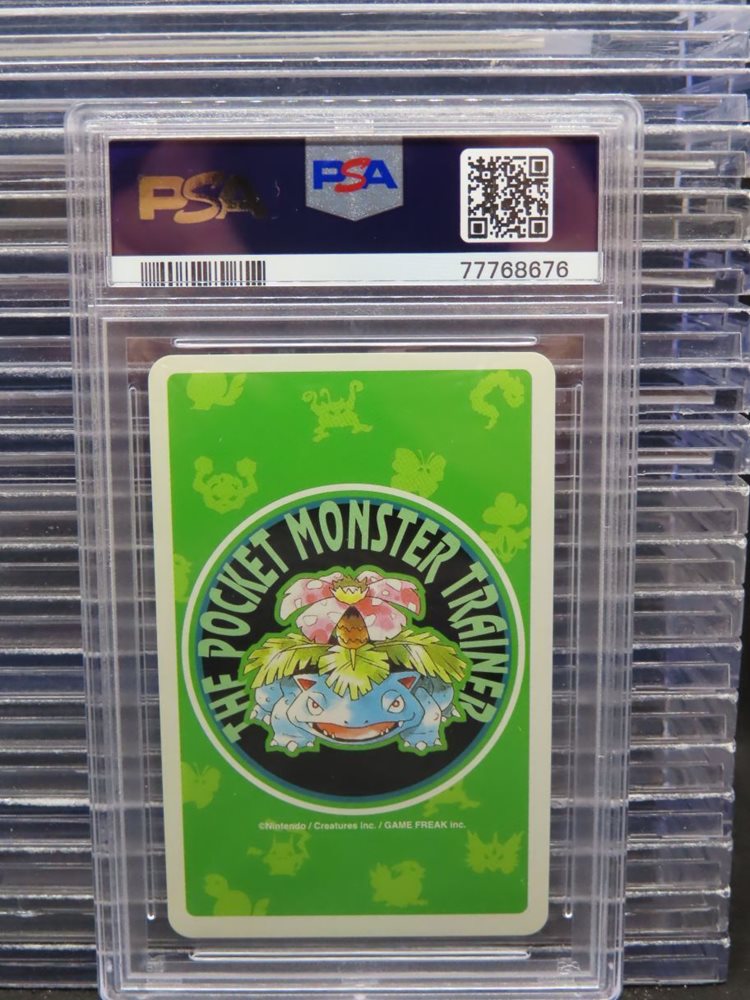 PSA
PSA
77768676
THE POCKET MONSTER TRAINER
©Nintendo / Creatures Inc. / GAME FREAK inc.